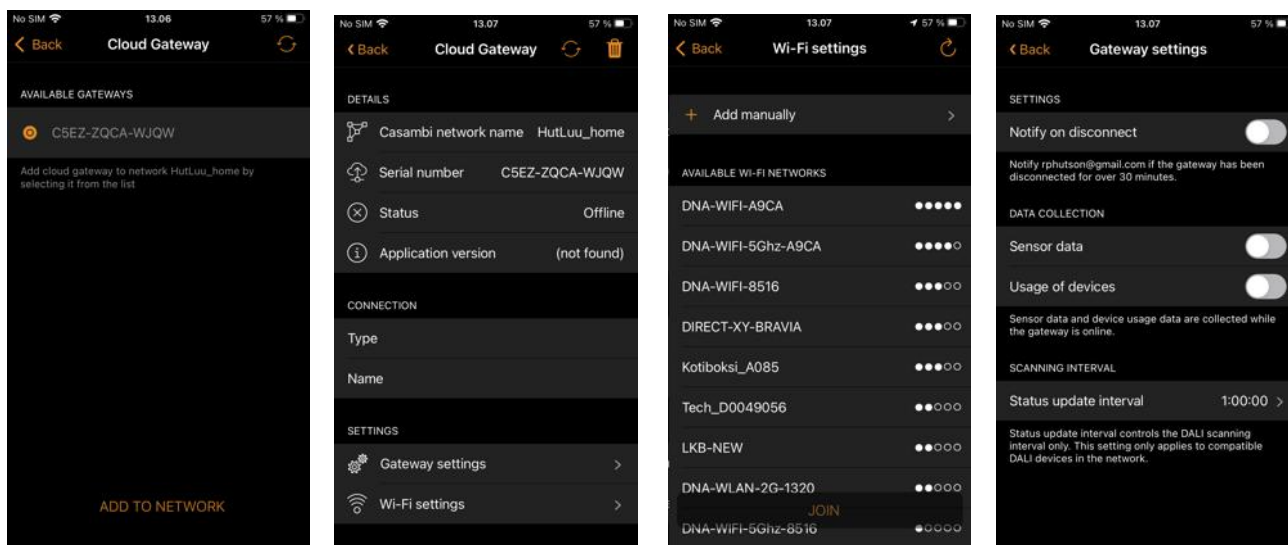 No SIM 13.06 57 %
Back Cloud Gateway
AVAILABLE GATEWAYS
C5EZ-ZQCA-WJQW
Add cloud gateway to network HutLuu_home by
selecting it from the list
ADD TO NETWORK
No SIM 13.07 57 %
Back Cloud Gateway
DETAILS
Casambi network name HutLuu_home
Serial number C5EZ-ZQCA-WJQW
Status Offline
Application version (not found)
CONNECTION
Type
Name
SETTINGS
Gateway settings
Wi-Fi settings
No SIM 13.07 57 %
Back Wi-Fi settings
+ Add manually
AVAILABLE WI-FI NETWORKS
DNA-WIFI-A9CA
DNA-WIFI-5Ghz-A9CA
DNA-WIFI-8516
DIRECT-XY-BRAVIA
Kotiboksi_A085
Tech_D0049056
LKB-NEW
DNA-WLAN-2G-1320
JOIN
DNA-WIFI-5Ghz-8516
No SIM 13.07 57 %
Back Gateway settings
SETTINGS
Notify on disconnect
Notify rphutson@gmail.com if the gateway has been
disconnected for over 30 minutes.
DATA COLLECTION
Sensor data
Usage of devices
Sensor data and device usage data are collected while
the gateway is online.
SCANNING INTERVAL
Status update interval 1:00:00
Status update interval controls the DALI scanning
interval only. This setting only applies to compatible
DALI devices in the network.